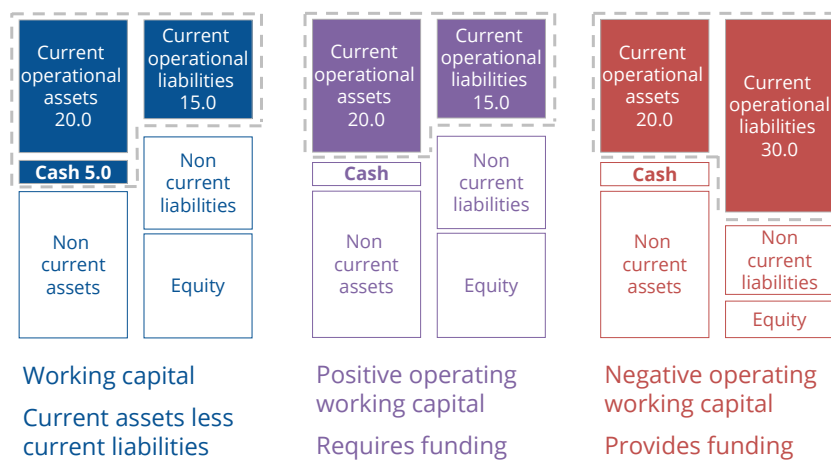 Current
operational
assets
20.0
Current
operational
liabilities
15.0
Cash 5.0
Non
current
liabilities
Non
current
assets
Equity
Working capital
Current assets less
current liabilities
Current
operational
assets
20.0
Current
operational
liabilities
15.0
Cash
Non
current
liabilities
Non
current
assets
Equity
Positive operating
working capital
Requires funding
Current
operational
assets
20.0
Current
operational
liabilities
30.0
Cash
Non
current
assets
Non
current
liabilities
Equity
Negative operating
working capital
Provides funding